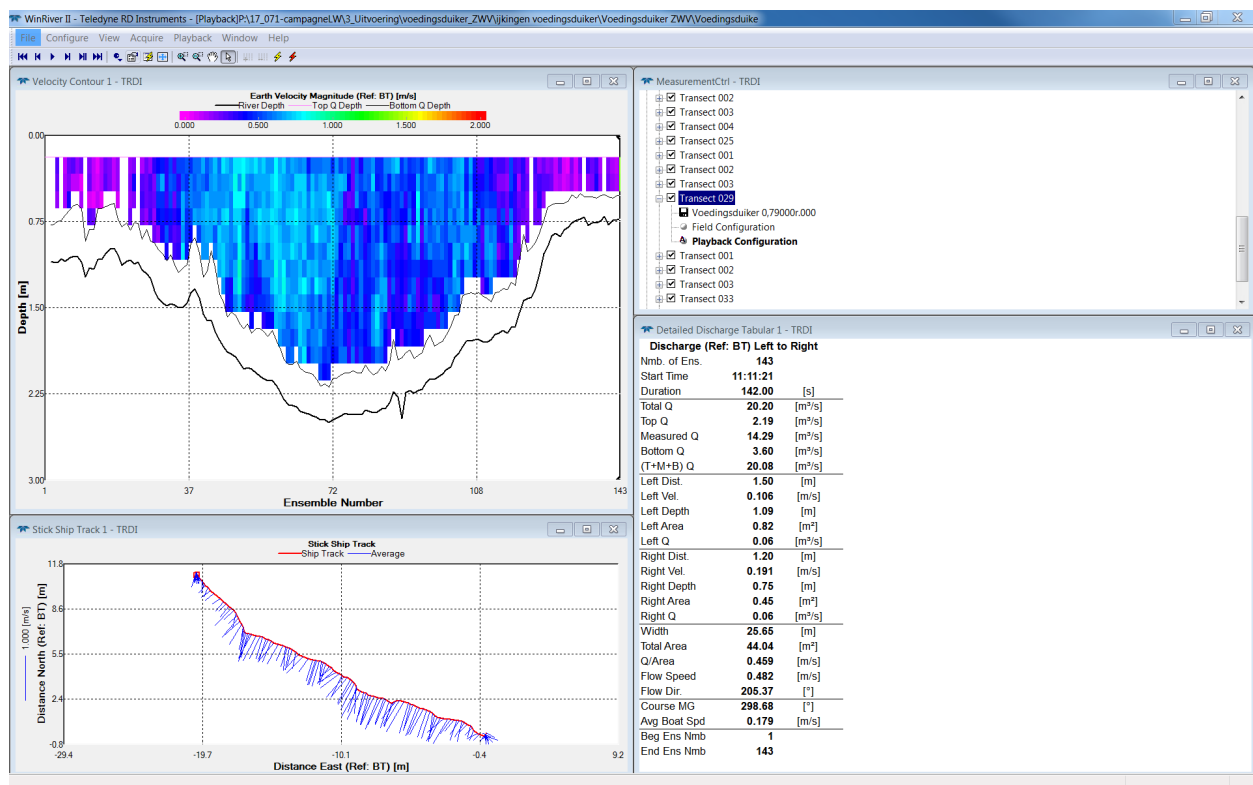 WinRiver II - Teledyne RD Instruments - [Playback]P:\17_071-campagneLW\3_Uitvoering\voedingsduiker_ZWV\ijkingen voedingsduiker\Voedingsduiker ZWV\Voedingsduike
File Configure View Acquire Playback Window Help
Velocity Contour 1 - TRDI
Earth Velocity Magnitude (Ref: BT) [m/s]
River Depth Top Q Depth Bottom Q Depth
0.000 0.500 1.000 1.500 2.000
Depth [m]
0.00
0.75
1.50
2.25
3.00
1 37 72 108 143
Ensemble Number
Stick Ship Track 1 - TRDI
Stick Ship Track
Ship Track Average
1.000 [m/s]
Distance North (Ref: BT) [m]
11.8
8.6
5.5
2.4
-0.8
-29.4 -19.7 -10.1 -0.4 9.2
Distance East (Ref: BT) [m]
MeasurementCtrl - TRDI
Transect 002
Transect 003
Transect 004
Transect 025
Transect 001
Transect 002
Transect 003
Transect 029
Voedingsduiker 0,79000r.000
Field Configuration
Playback Configuration
Transect 001
Transect 002
Transect 003
Transect 033
Detailed Discharge Tabular 1 - TRDI
Discharge (Ref: BT) Left to Right
Nmb. of Ens. 143
Start Time 11:11:21
Duration 142.00 [s]
Total Q 20.20 [m³/s]
Top Q 2.19 [m³/s]
Measured Q 14.29 [m³/s]
Bottom Q 3.60 [m³/s]
(T+M+B) Q 20.08 [m³/s]
Left Dist. 1.50 [m]
Left Vel. 0.106 [m/s]
Left Depth 1.09 [m]
Left Area 0.82 [m²]
Left Q 0.06 [m³/s]
Right Dist. 1.20 [m]
Right Vel. 0.191 [m/s]
Right Depth 0.75 [m]
Right Area 0.45 [m²]
Right Q 0.06 [m³/s]
Width 25.65 [m]
Total Area 44.04 [m²]
Q/Area 0.459 [m/s]
Flow Speed 0.482 [m/s]
Flow Dir. 205.37 [°]
Course MG 298.68 [°]
Avg Boat Spd 0.179 [m/s]
Beg Ens Nmb 1
End Ens Nmb 143